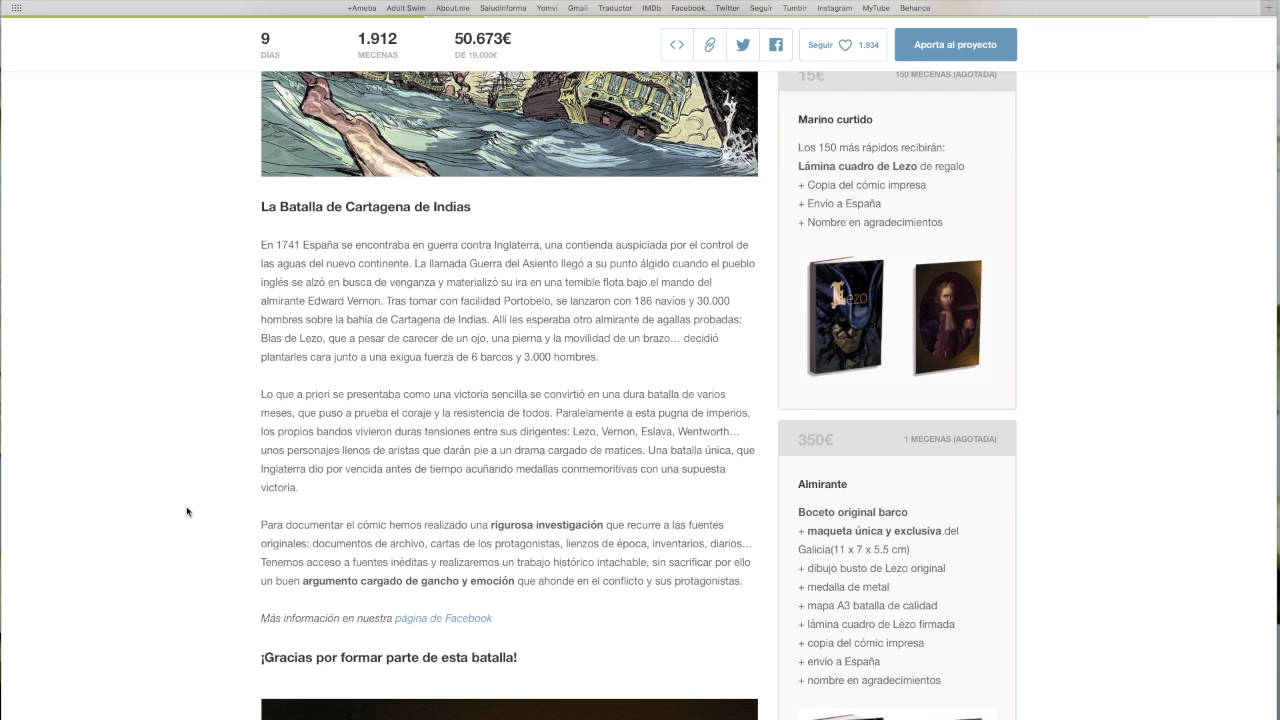 +Ameba Adult Swim About.me SaludInforma Yomvi Gmail Traductor IMDb Facebook Twitter Seguir Tumblr Instagram MyTube Behance
9
DÍAS
1.912
MECENAS
50.673€
DE 19.000€
Seguir 1.934
Aporta al proyecto
La Batalla de Cartagena de Indias
En 1741 España se encontraba en guerra contra Inglaterra, una contienda auspiciada por el control de
las aguas del nuevo continente. La llamada Guerra del Asiento llegó a su punto álgido cuando el pueblo
inglés se alzó en busca de venganza y materializó su ira en una temible flota bajo el mando del
almirante Edward Vernon. Tras tomar con facilidad Portobelo, se lanzaron con 186 navíos y 30.000
hombres sobre la bahía de Cartagena de Indias. Allí les esperaba otro almirante de agallas probadas:
Blas de Lezo, que a pesar de carecer de un ojo, una pierna y la movilidad de un brazo… decidió
plantarles cara junto a una exigua fuerza de 6 barcos y 3.000 hombres.
Lo que a priori se presentaba como una victoria sencilla se convirtió en una dura batalla de varios
meses, que puso a prueba el coraje y la resistencia de todos. Paralelamente a esta pugna de imperios,
los propios bandos vivieron duras tensiones entre sus dirigentes: Lezo, Vernon, Eslava, Wentworth…
unos personajes llenos de aristas que darán pie a un drama cargado de matices. Una batalla única, que
Inglaterra dio por vencida antes de tiempo acuñando medallas conmemorativas con una supuesta
victoria.
Para documentar el cómic hemos realizado una rigurosa investigación que recurre a las fuentes
originales: documentos de archivo, cartas de los protagonistas, lienzos de época, inventarios, diarios…
Tenemos acceso a fuentes inéditas y realizaremos un trabajo histórico intachable, sin sacrificar por ello
un buen argumento cargado de gancho y emoción que ahonde en el conflicto y sus protagonistas.
Más información en nuestra página de Facebook
¡Gracias por formar parte de esta batalla!
15€ 150 MECENAS (AGOTADA)
Marino curtido
Los 150 más rápidos recibirán:
Lámina cuadro de Lezo de regalo
+ Copia del cómic impresa
+ Envío a España
+ Nombre en agradecimientos
Lezo
350€ 1 MECENAS (AGOTADA)
Almirante
Boceto original barco
+ maqueta única y exclusiva del
Galicia(11 x 7 x 5.5 cm)
+ dibujo busto de Lezo original
+ medalla de metal
+ mapa A3 batalla de calidad
+ lámina cuadro de Lezo firmada
+ copia del cómic impresa
+ envío a España
+ nombre en agradecimientos